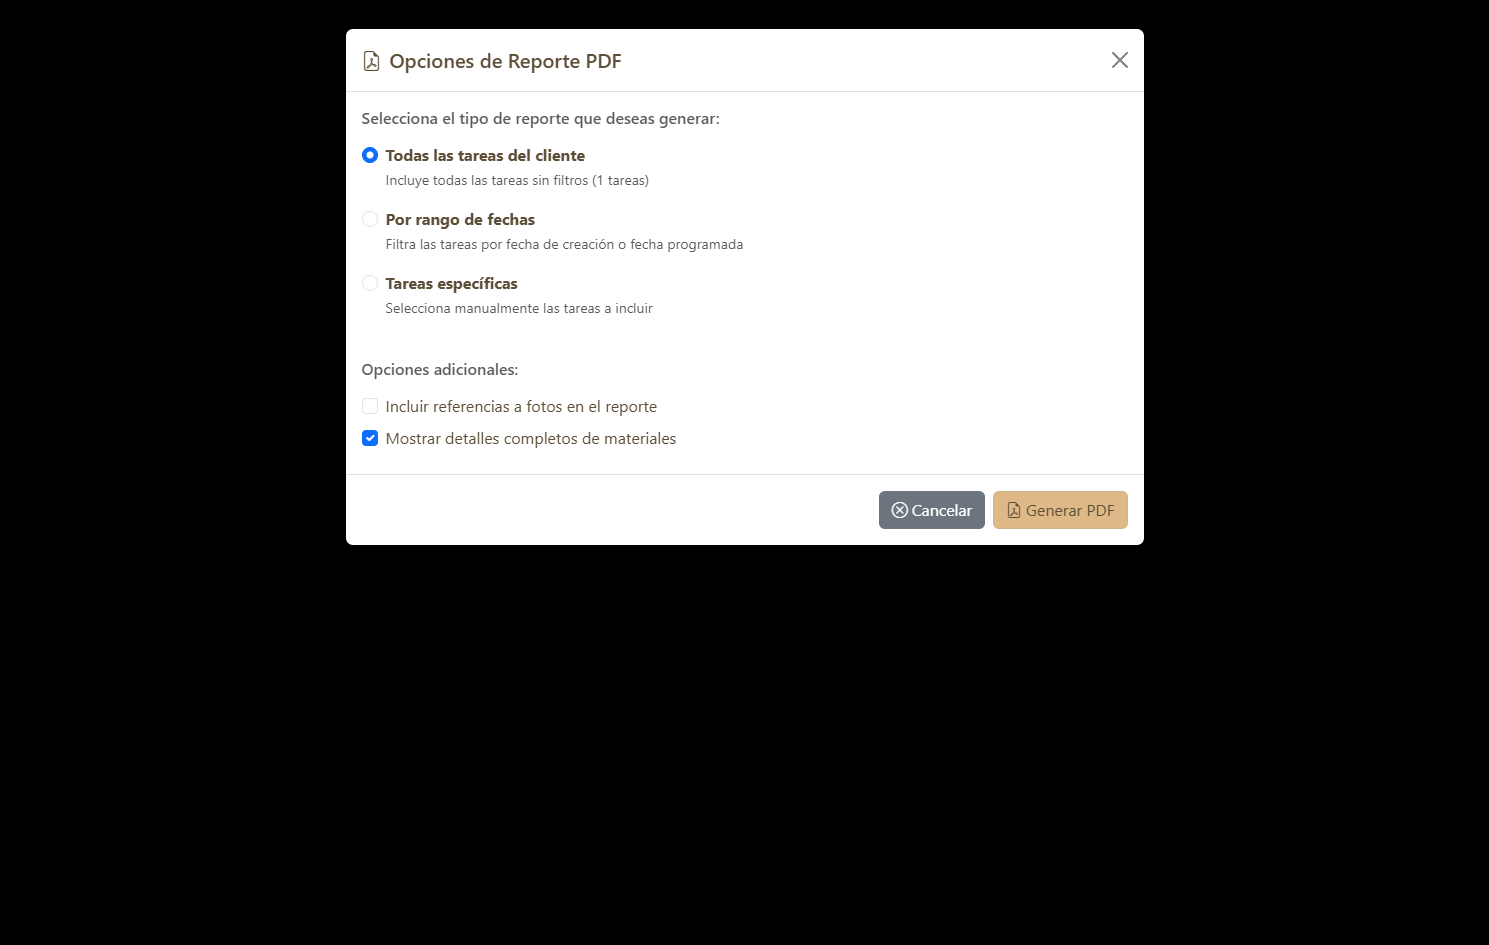 Opciones de Reporte PDF
Selecciona el tipo de reporte que deseas generar:
Todas las tareas del cliente
Incluye todas las tareas sin filtros (1 tareas)
Por rango de fechas
Filtra las tareas por fecha de creación o fecha programada
Tareas específicas
Selecciona manualmente las tareas a incluir
Opciones adicionales:
Incluir referencias a fotos en el reporte
Mostrar detalles completos de materiales
Cancelar
Generar PDF